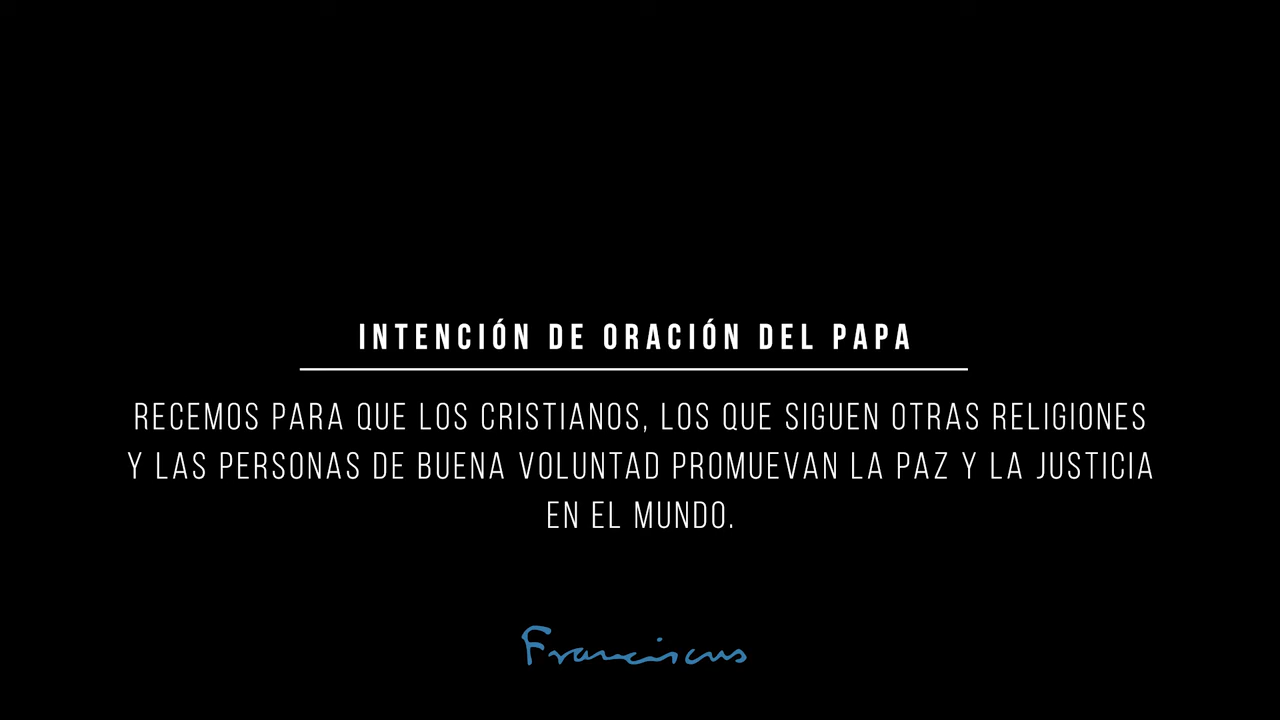 INTENCIÓN DE ORACIÓN DEL PAPA
RECEMOS PARA QUE LOS CRISTIANOS, LOS QUE SIGUEN OTRAS RELIGIONES
Y LAS PERSONAS DE BUENA VOLUNTAD PROMUEVAN LA PAZ Y LA JUSTICIA
EN EL MUNDO.
Franciscus